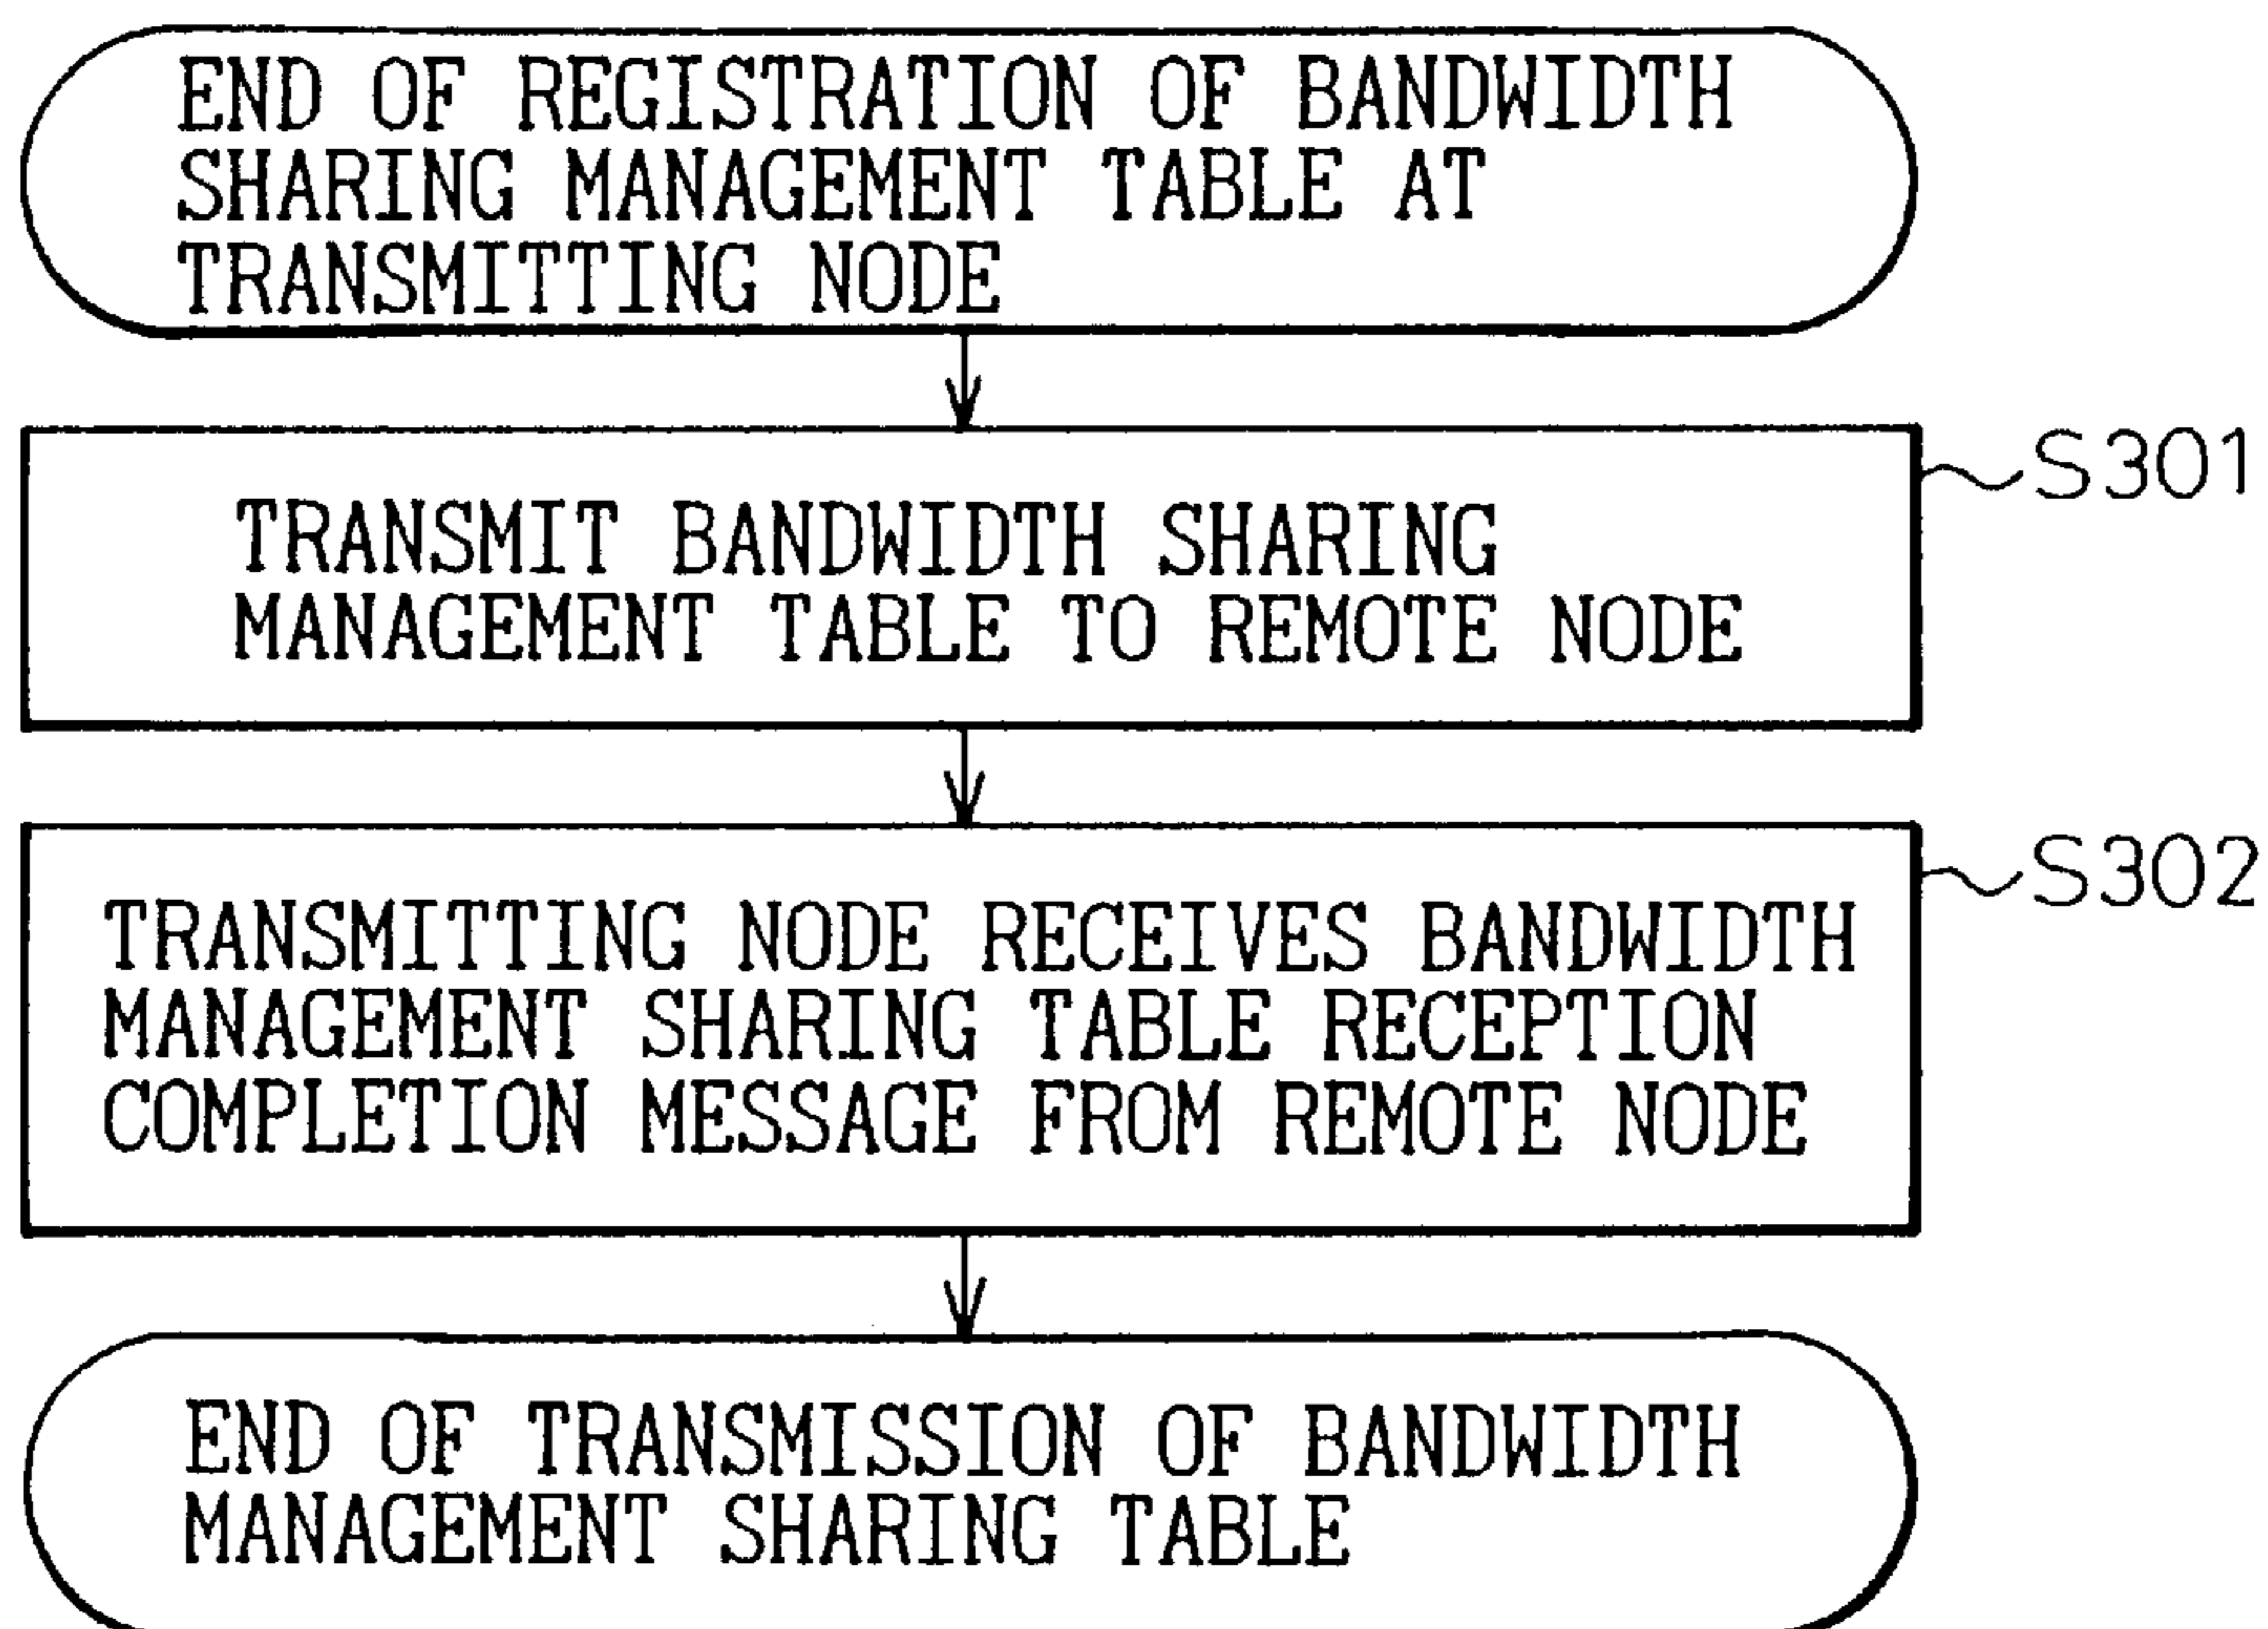 END OF REGISTRATION OF BANDWIDTH
SHARING MANAGEMENT TABLE AT
TRANSMITTING NODE
S301
TRANSMIT BANDWIDTH SHARING
MANAGEMENT TABLE TO REMOTE NODE
S302
TRANSMITTING NODE RECEIVES BANDWIDTH
MANAGEMENT SHARING TABLE RECEPTION
COMPLETION MESSAGE FROM REMOTE NODE
END OF TRANSMISSION OF BANDWIDTH
MANAGEMENT SHARING TABLE